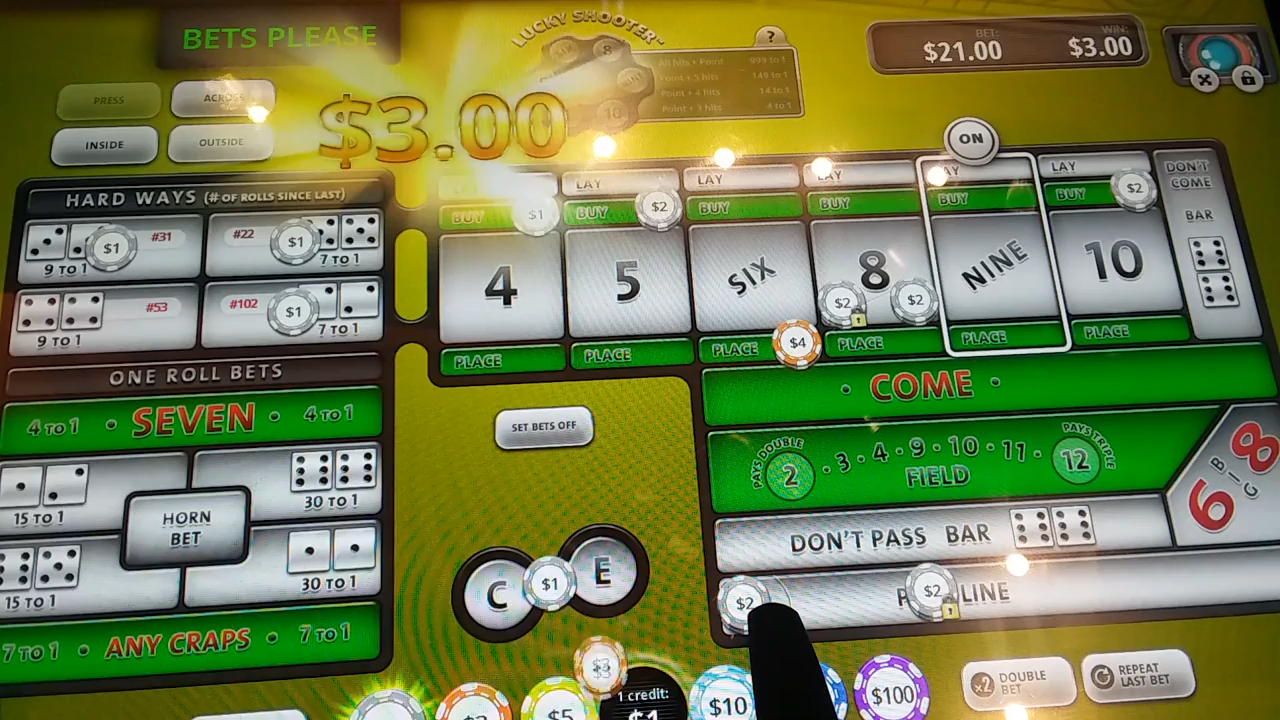 BETS PLEASE
LUCKY SHOOTER
?
BET:
$21.00
WIN:
$3.00
All hits + Point 999 to 1
Point + 5 hits 149 to 1
Point + 4 hits 14 to 1
Point + 3 hits 4 to 1
PRESS
ACROSS
INSIDE
OUTSIDE
$3.00
ON
HARD WAYS (# OF ROLLS SINCE LAST)
$1
#31
9 TO 1
#22
$1
7 TO 1
#53
9 TO 1
#102
$1
7 TO 1
LAY
LAY
LAY
LAY
BUY
$1
BUY
$2
BUY
BUY
BUY
BUY
$2
4
5
SIX
8
NINE
10
$2
$2
$4
PLACE
PLACE
PLACE
PLACE
PLACE
PLACE
DON'T
COME
BAR
ONE ROLL BETS
4 TO 1 • SEVEN • 4 TO 1
15 TO 1
30 TO 1
HORN
BET
15 TO 1
30 TO 1
7 TO 1 • ANY CRAPS • 7 TO 1
SET BETS OFF
C
$1
E
• COME •
PAYS DOUBLE
2 • 3 • 4 • 9 • 10 • 11 • 12
PAYS TRIPLE
FIELD
BIG
6
8
DON'T PASS BAR
$2
$2
LINE
$3
1 credit:
$1
$5
$10
$100
x2 DOUBLE
BET
REPEAT
LAST BET